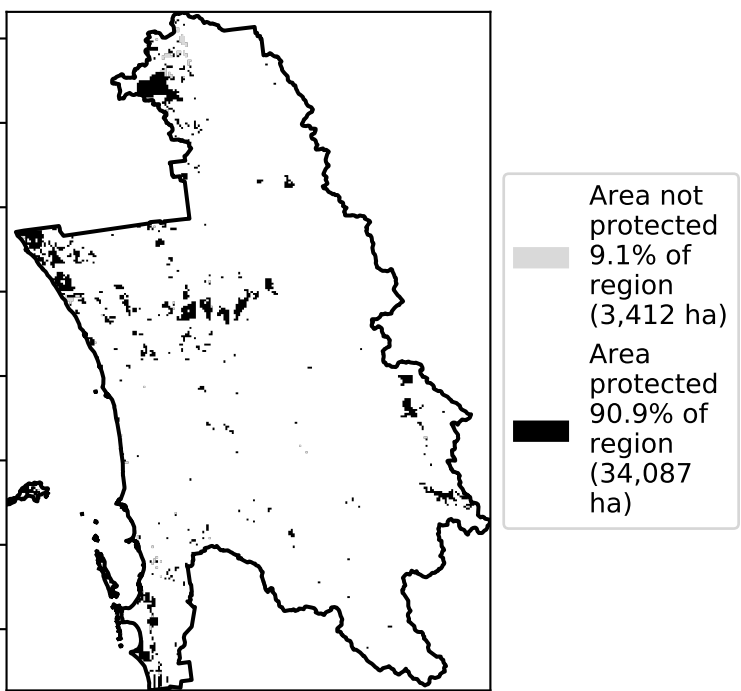 Area not
protected
9.1% of
region
(3,412 ha)
Area
protected
90.9% of
region
(34,087
ha)